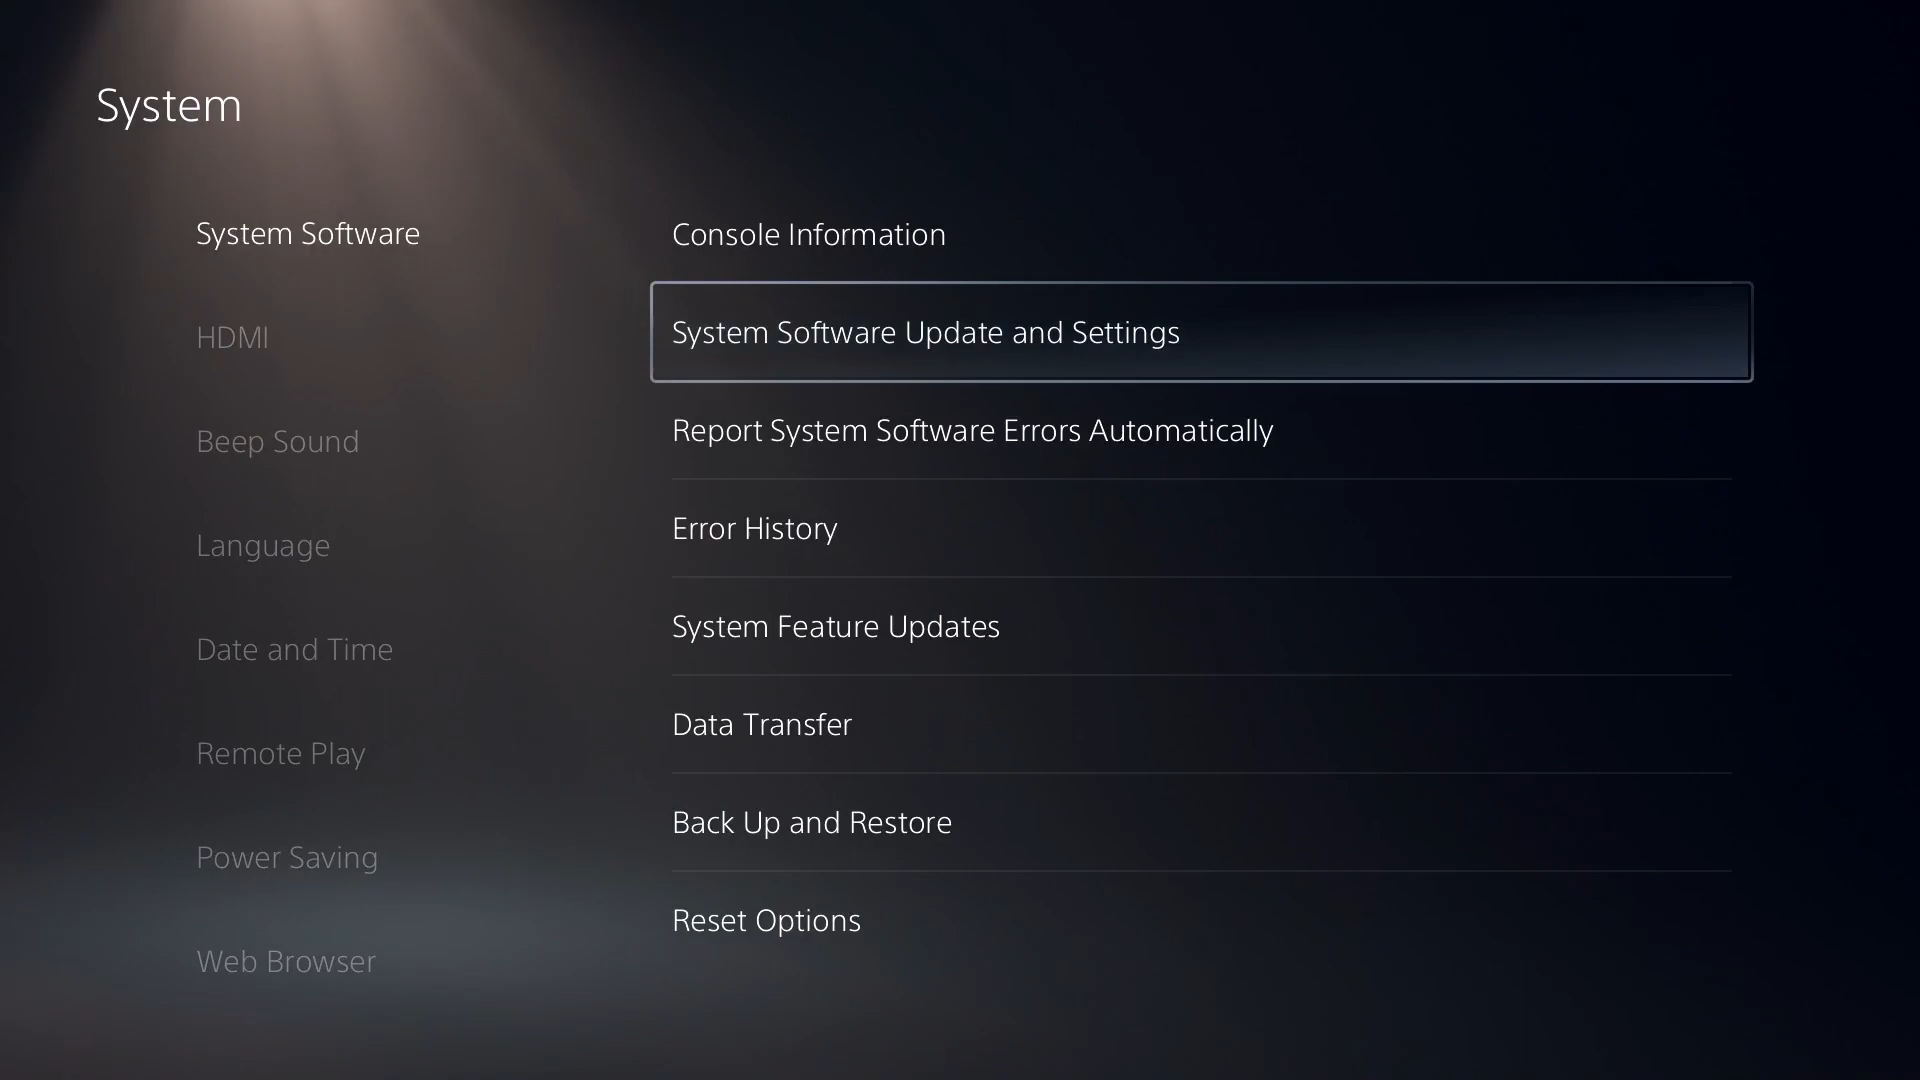 System
System Software
HDMI
Beep Sound
Language
Date and Time
Remote Play
Power Saving
Web Browser
Console Information
System Software Update and Settings
Report System Software Errors Automatically
Error History
System Feature Updates
Data Transfer
Back Up and Restore
Reset Options